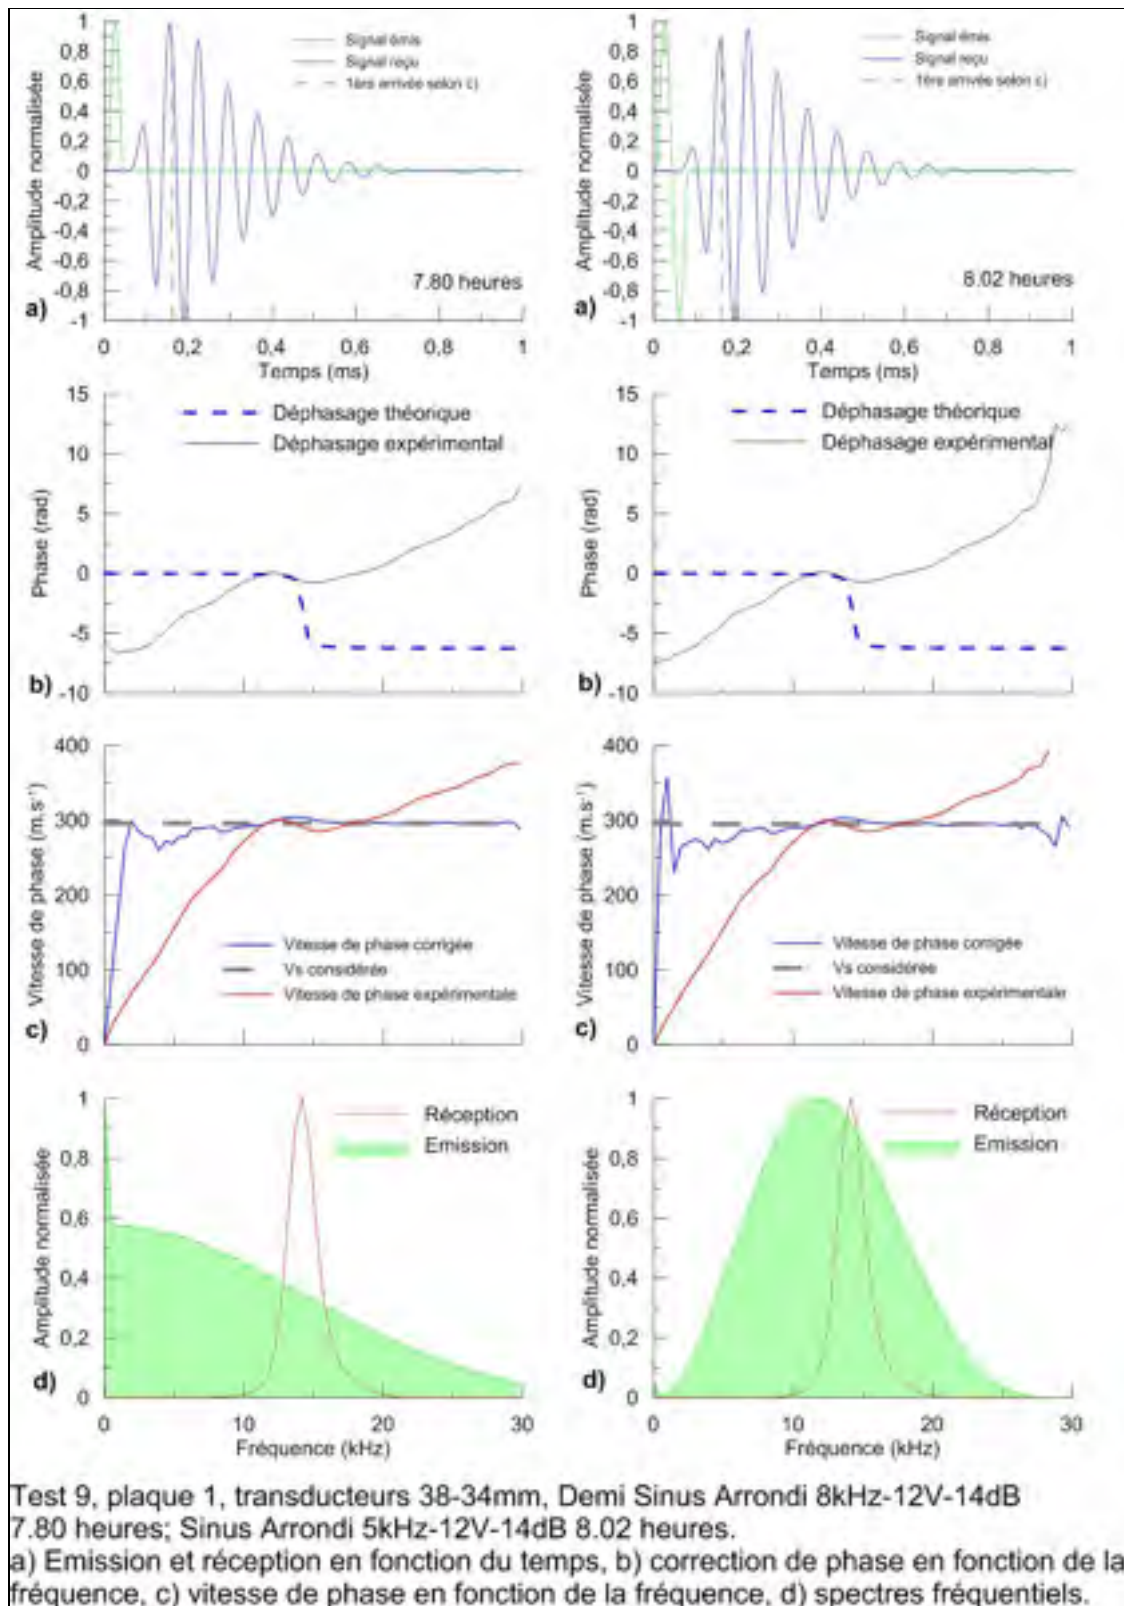 Signal émis
Signal reçu
1ère arrivée selon c)
Amplitude normalisée
1
0,8
0,6
0,4
0,2
0
-0,2
-0,4
-0,6
-0,8
-1
7.80 heures
a)
0 0,2 0,4 0,6 0,8 1
Temps (ms)
Signal émis
Signal reçu
1ère arrivée selon c)
Amplitude normalisée
1
0,8
0,6
0,4
0,2
0
-0,2
-0,4
-0,6
-0,8
-1
8.02 heures
a)
0 0,2 0,4 0,6 0,8 1
Temps (ms)
Déphasage théorique
Déphasage expérimental
Phase (rad)
15
10
5
0
-5
-10
b)
Déphasage théorique
Déphasage expérimental
Phase (rad)
15
10
5
0
-5
-10
b)
Vitesse de phase (m.s⁻¹)
400
300
200
100
0
Vitesse de phase corrigée
Vs considérée
Vitesse de phase expérimentale
c)
Vitesse de phase (m.s⁻¹)
400
300
200
100
0
Vitesse de phase corrigée
Vs considérée
Vitesse de phase expérimentale
c)
Amplitude normalisée
1
0,8
0,6
0,4
0,2
0
Réception
Emission
d)
0 10 20 30
Fréquence (kHz)
Amplitude normalisée
1
0,8
0,6
0,4
0,2
0
Réception
Emission
d)
0 10 20 30
Fréquence (kHz)
Test 9, plaque 1, transducteurs 38-34mm, Demi Sinus Arrondi 8kHz-12V-14dB
7.80 heures; Sinus Arrondi 5kHz-12V-14dB 8.02 heures.
a) Emission et réception en fonction du temps, b) correction de phase en fonction de la
fréquence, c) vitesse de phase en fonction de la fréquence, d) spectres fréquentiels.